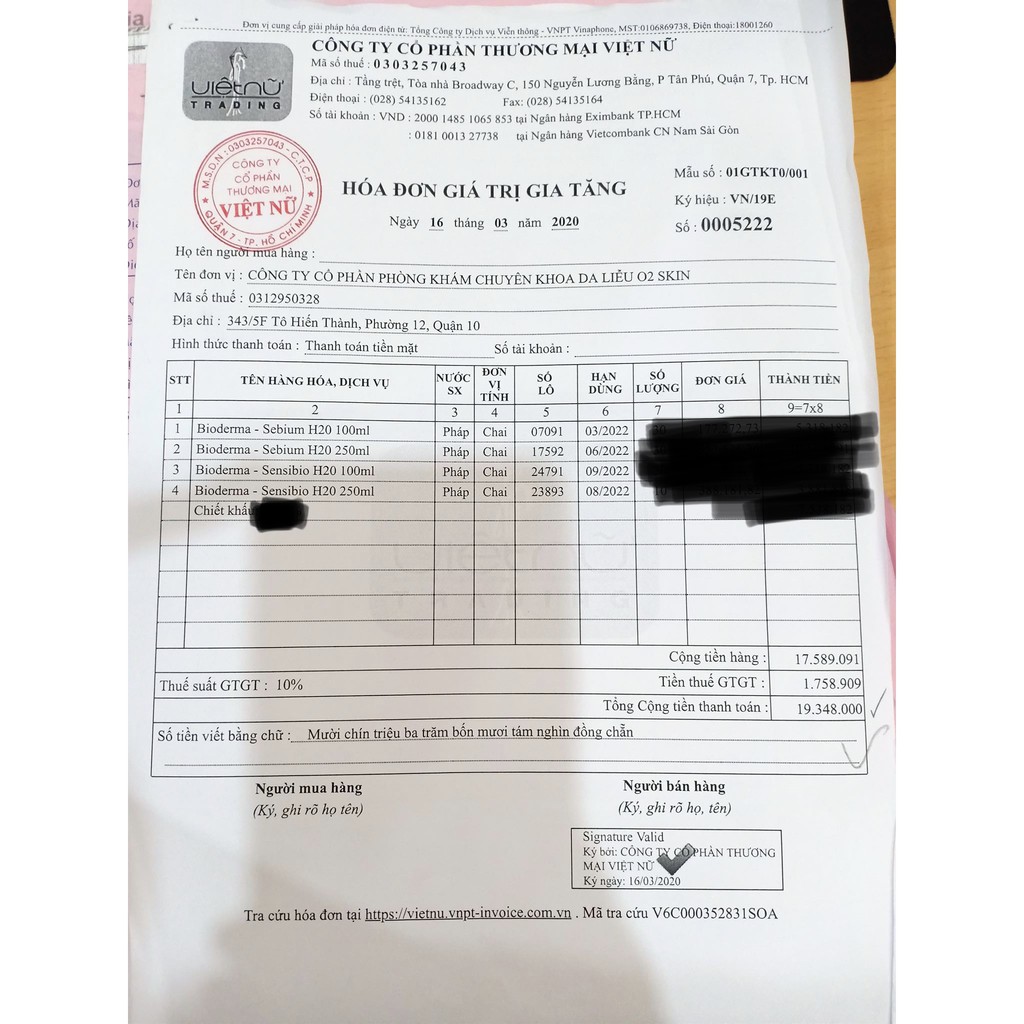 Đơn vị cung cấp giải pháp hóa đơn điện tử: Tổng Công ty Dịch vụ Viễn thông - VNPT Vinaphone, MST:0106869738, Điện thoại:18001260
VIỆT NỮ
TRADING
CÔNG TY CỔ PHẦN THƯƠNG MẠI VIỆT NỮ
Mã số thuế : 0303257043
Địa chỉ : Tầng trệt, Tòa nhà Broadway C, 150 Nguyễn Lương Bằng, P Tân Phú, Quận 7, Tp. HCM
Điện thoại : (028) 54135162 Fax: (028) 54135164
Số tài khoản : VND : 2000 1485 1065 853 tại Ngân hàng Eximbank TP.HCM
: 0181 0013 27738 tại Ngân hàng Vietcombank CN Nam Sài Gòn
M.S.D.N : 0303257043 - C.T.C.P
CÔNG TY
CỔ PHẦN
THƯƠNG MẠI
VIỆT NỮ
QUẬN 7 - TP. HỒ CHÍ MINH
HÓA ĐƠN GIÁ TRỊ GIA TĂNG
Ngày 16 tháng 03 năm 2020
Mẫu số : 01GTKT0/001
Ký hiệu : VN/19E
Số : 0005222
Họ tên người mua hàng :
Tên đơn vị : CÔNG TY CỔ PHẦN PHÒNG KHÁM CHUYÊN KHOA DA LIỄU O2 SKIN
Mã số thuế : 0312950328
Địa chỉ : 343/5F Tô Hiến Thành, Phường 12, Quận 10
Hình thức thanh toán : Thanh toán tiền mặt Số tài khoản :
STT TÊN HÀNG HÓA, DỊCH VỤ NƯỚC SX ĐƠN VỊ TÍNH SỐ LÔ HẠN DÙNG SỐ LƯỢNG ĐƠN GIÁ THÀNH TIỀN
1 2 3 4 5 6 7 8 9=7x8
1 Bioderma - Sebium H20 100ml Pháp Chai 07091 03/2022
2 Bioderma - Sebium H20 250ml Pháp Chai 17592 06/2022
3 Bioderma - Sensibio H20 100ml Pháp Chai 24791 09/2022
4 Bioderma - Sensibio H20 250ml Pháp Chai 23893 08/2022
Chiết khấu
VIỆT NỮ
TRADING
Cộng tiền hàng : 17.589.091
Thuế suất GTGT : 10% Tiền thuế GTGT : 1.758.909
Tổng Cộng tiền thanh toán : 19.348.000
Số tiền viết bằng chữ : Mười chín triệu ba trăm bốn mươi tám nghìn đồng chẵn
Người mua hàng Người bán hàng
(Ký, ghi rõ họ tên) (Ký, ghi rõ họ, tên)
Signature Valid
Ký bởi: CÔNG TY CỔ PHẦN THƯƠNG
MẠI VIỆT NỮ
Ký ngày: 16/03/2020
Tra cứu hóa đơn tại https://vietnu.vnpt-invoice.com.vn . Mã tra cứu V6C000352831SOA